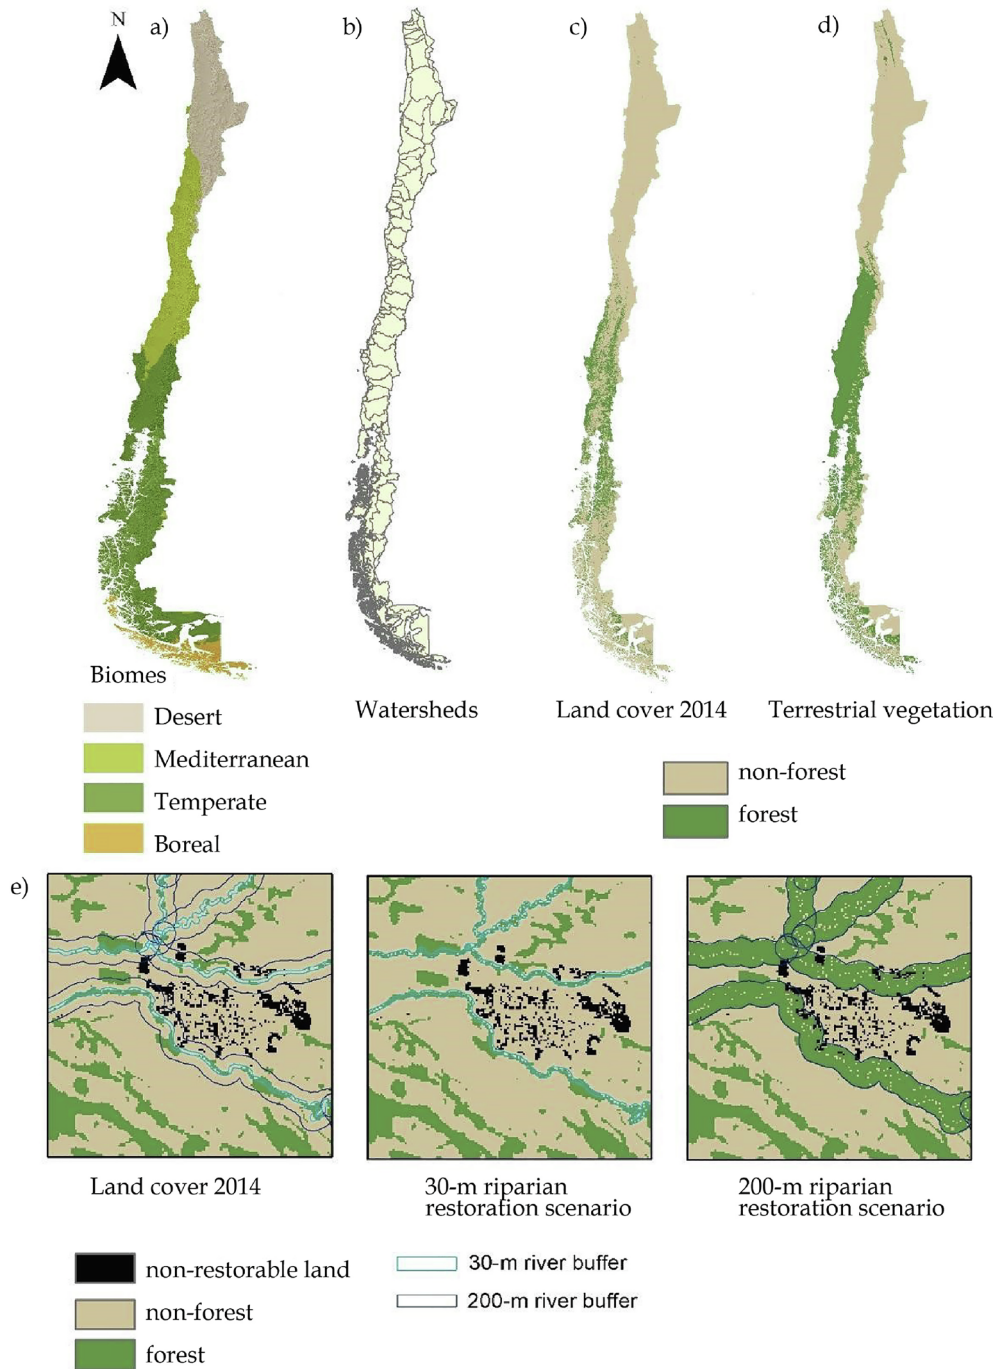 N
a)
b)
c)
d)
Biomes
Desert
Mediterranean
Temperate
Boreal
Watersheds
Land cover 2014
Terrestrial vegetation
non-forest
forest
e)
Land cover 2014
30-m riparian
restoration scenario
200-m riparian
restoration scenario
non-restorable land
non-forest
forest
30-m river buffer
200-m river buffer